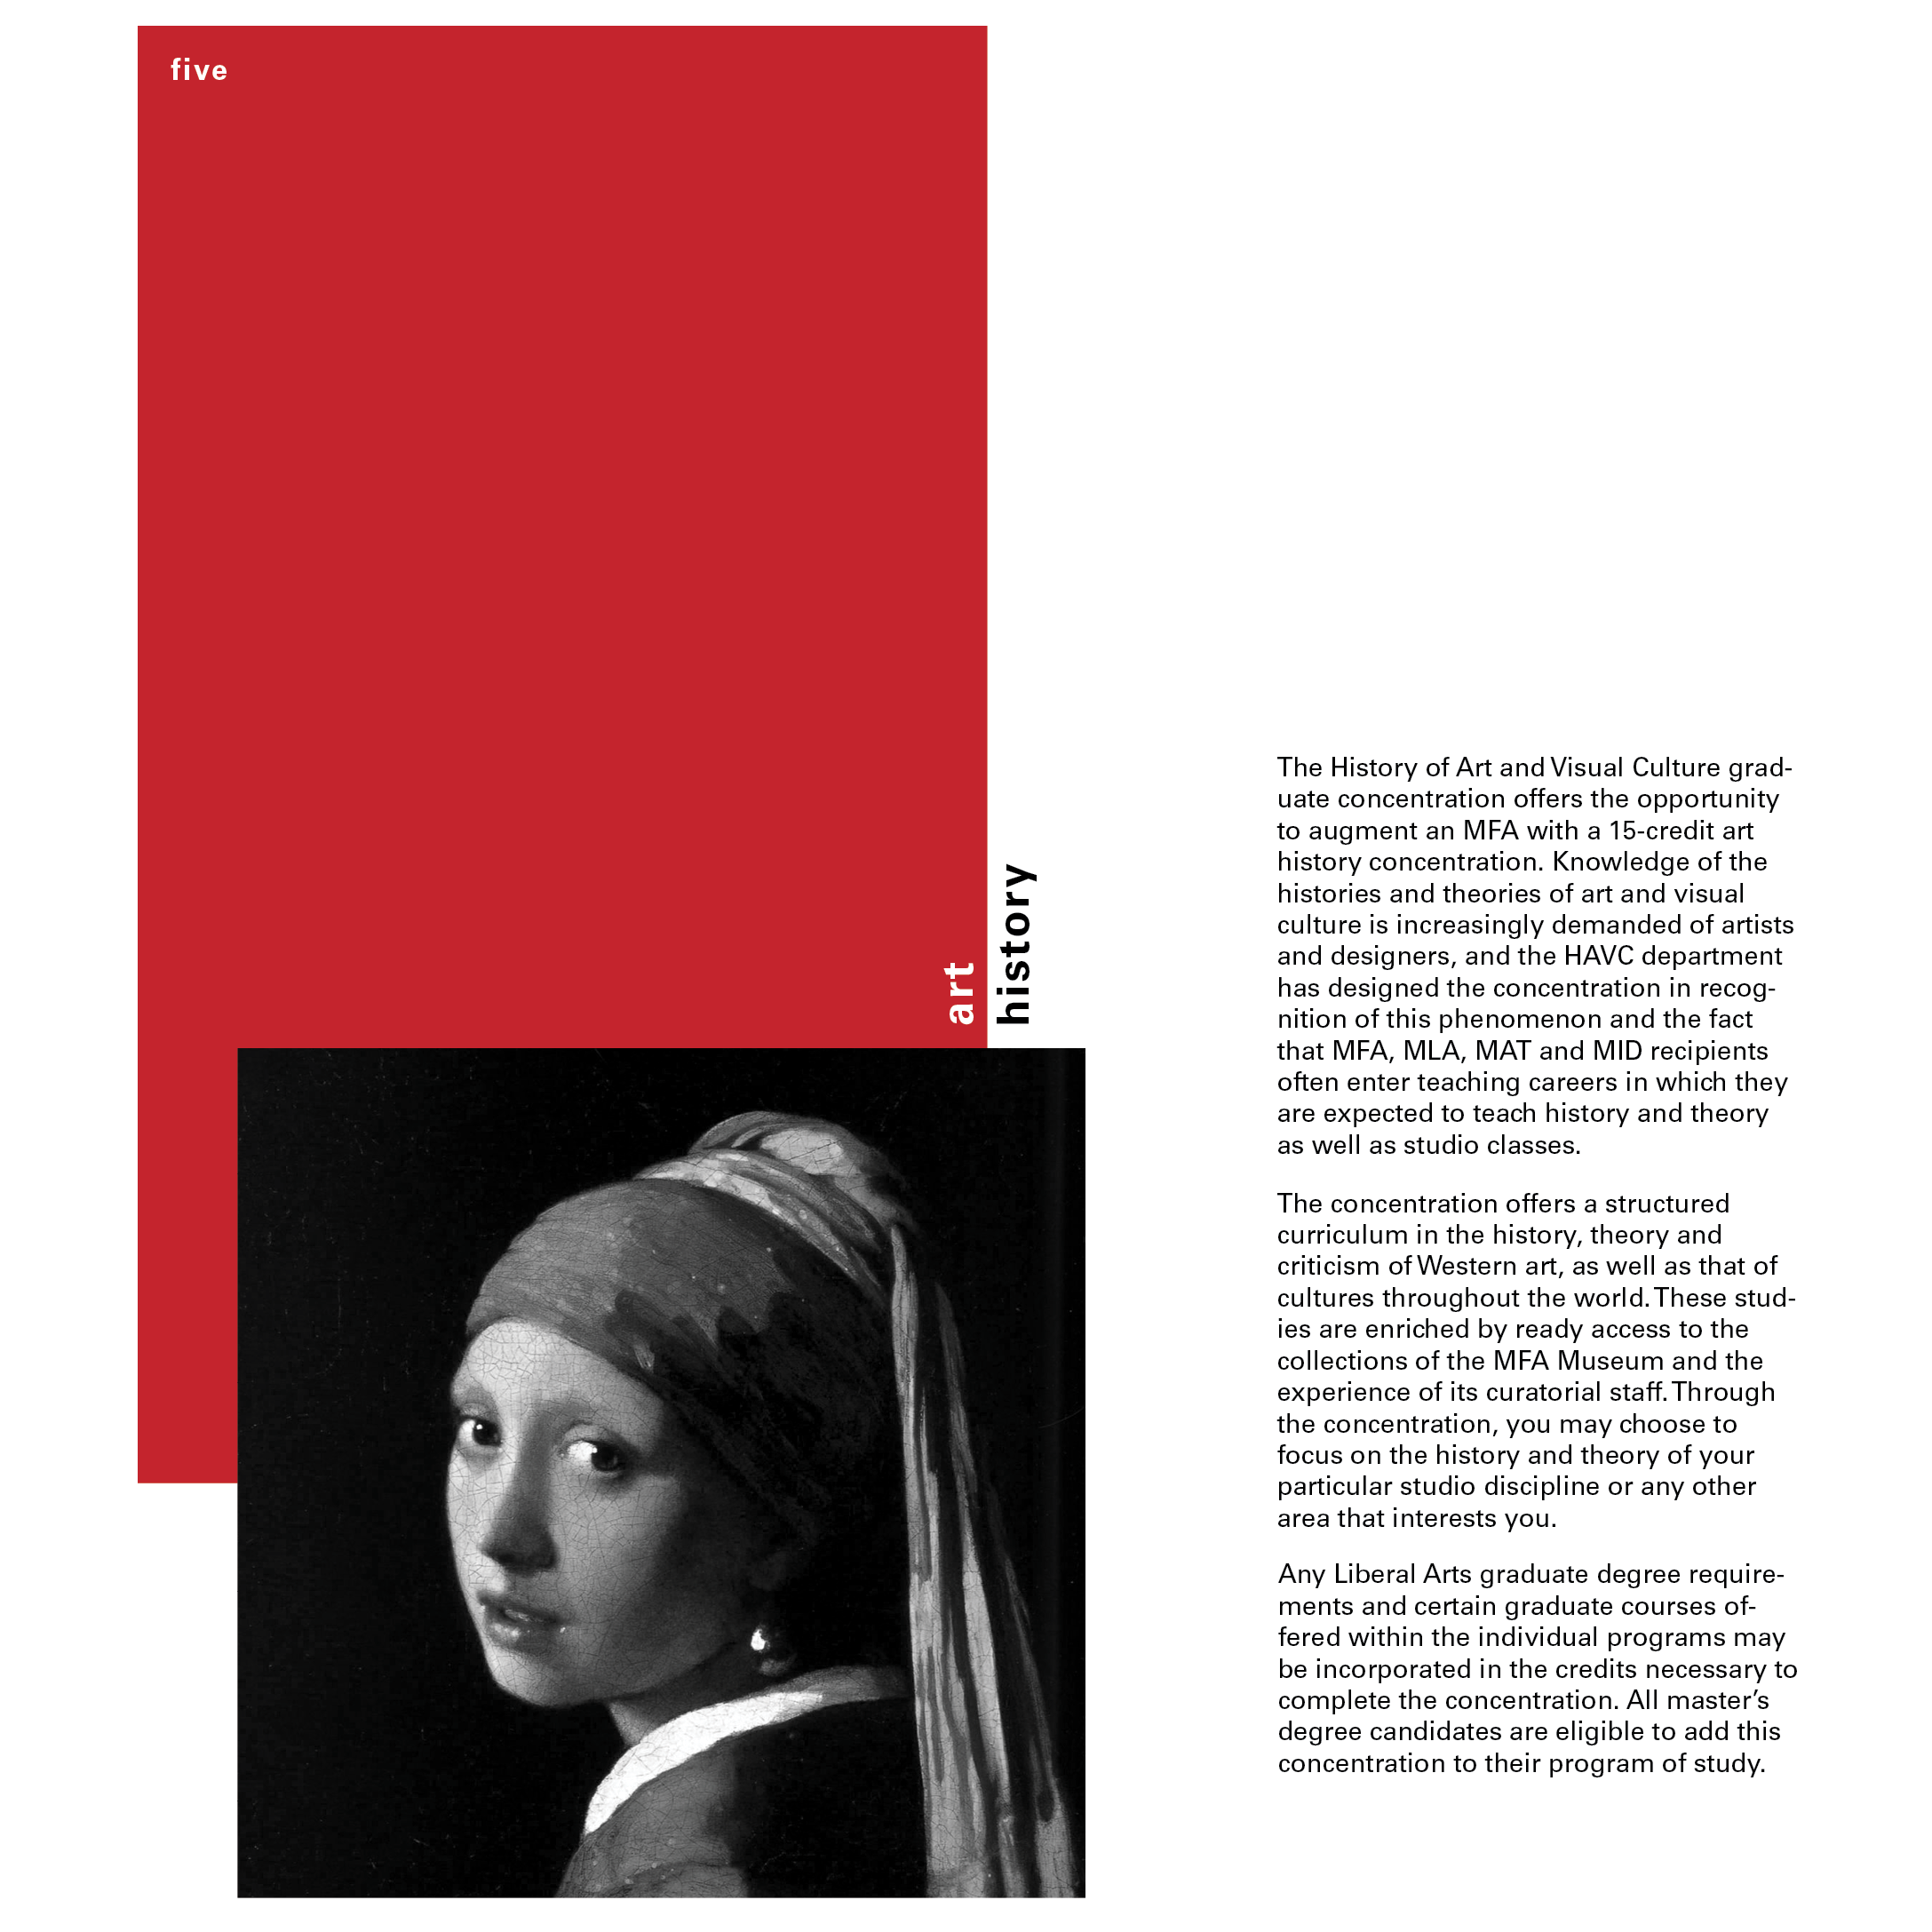 five
art
history
The History of Art and Visual Culture grad-
uate concentration offers the opportunity
to augment an MFA with a 15-credit art
history concentration. Knowledge of the
histories and theories of art and visual
culture is increasingly demanded of artists
and designers, and the HAVC department
has designed the concentration in recog-
nition of this phenomenon and the fact
that MFA, MLA, MAT and MID recipients
often enter teaching careers in which they
are expected to teach history and theory
as well as studio classes.
The concentration offers a structured
curriculum in the history, theory and
criticism of Western art, as well as that of
cultures throughout the world. These stud-
ies are enriched by ready access to the
collections of the MFA Museum and the
experience of its curatorial staff. Through
the concentration, you may choose to
focus on the history and theory of your
particular studio discipline or any other
area that interests you.
Any Liberal Arts graduate degree require-
ments and certain graduate courses of-
fered within the individual programs may
be incorporated in the credits necessary to
complete the concentration. All master’s
degree candidates are eligible to add this
concentration to their program of study.